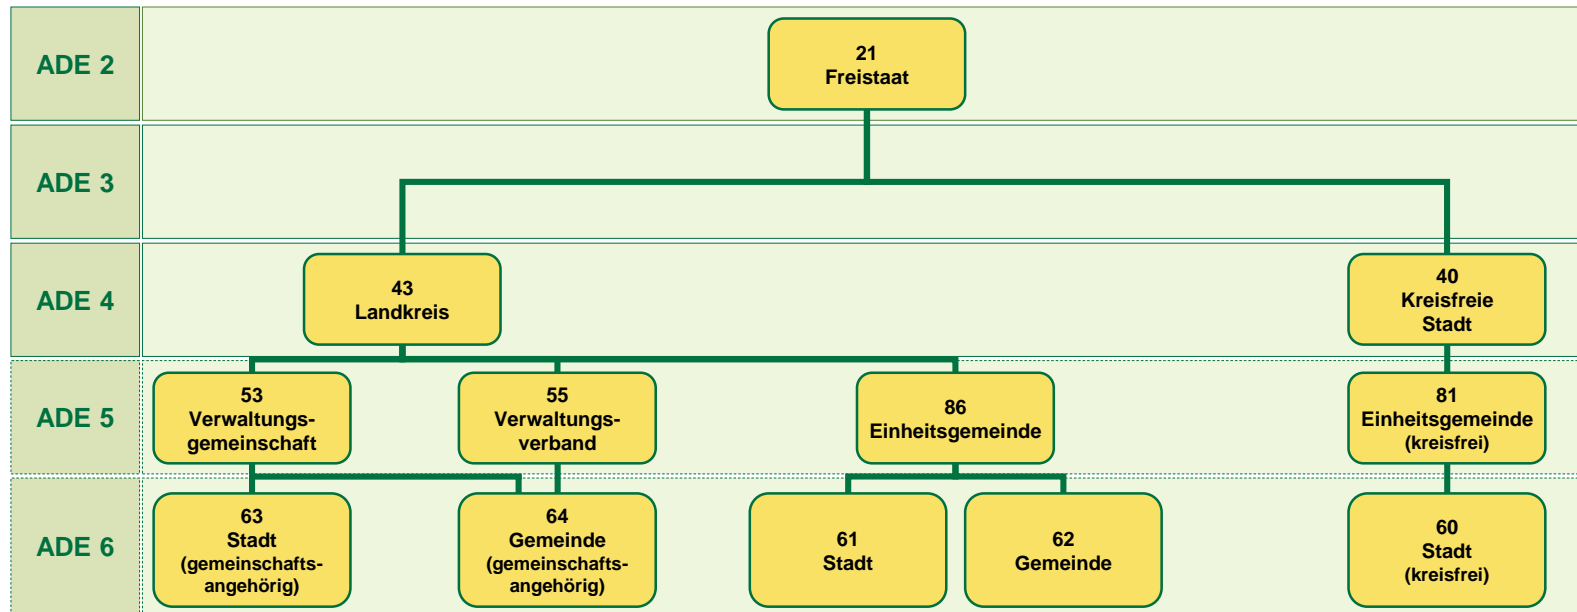 ADE 2
21
Freistaat
ADE 3
ADE 4
43
Landkreis
40
Kreisfreie
Stadt
ADE 5
53
Verwaltungs-
gemeinschaft
55
Verwaltungs-
verband
86
Einheitsgemeinde
81
Einheitsgemeinde
(kreisfrei)
ADE 6
63
Stadt
(gemeinschafts-
angehörig)
64
Gemeinde
(gemeinschafts-
angehörig)
61
Stadt
62
Gemeinde
60
Stadt
(kreisfrei)